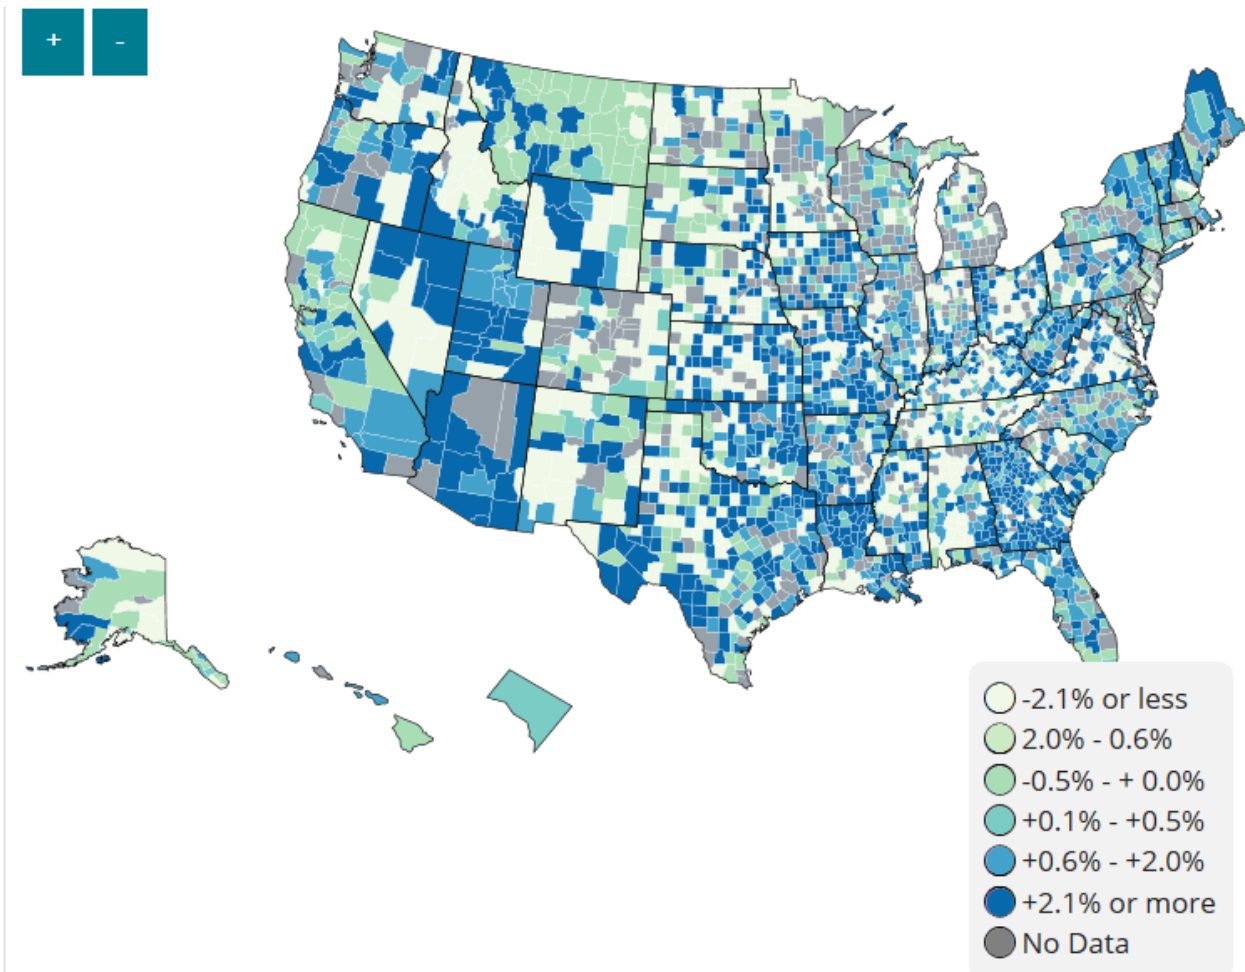 + -
-2.1% or less
2.0% - 0.6%
-0.5% - + 0.0%
+0.1% - +0.5%
+0.6% - +2.0%
+2.1% or more
No Data